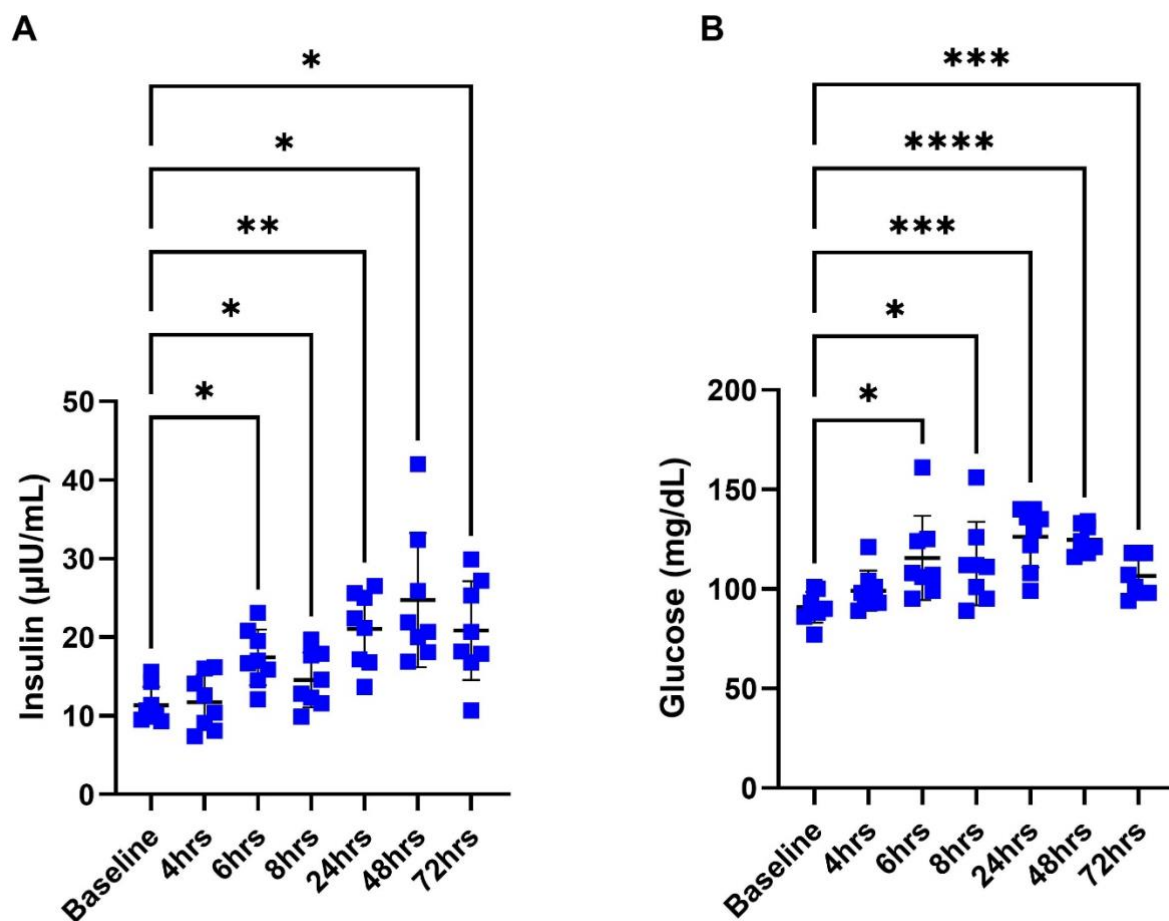 A
*
*
**
*
*
50
40
30
20
10
0
Insulin (µIU/mL)
Baseline
4hrs
6hrs
8hrs
24hrs
48hrs
72hrs
B
***
****
***
*
*
200
150
100
50
0
Glucose (mg/dL)
Baseline
4hrs
6hrs
8hrs
24hrs
48hrs
72hrs